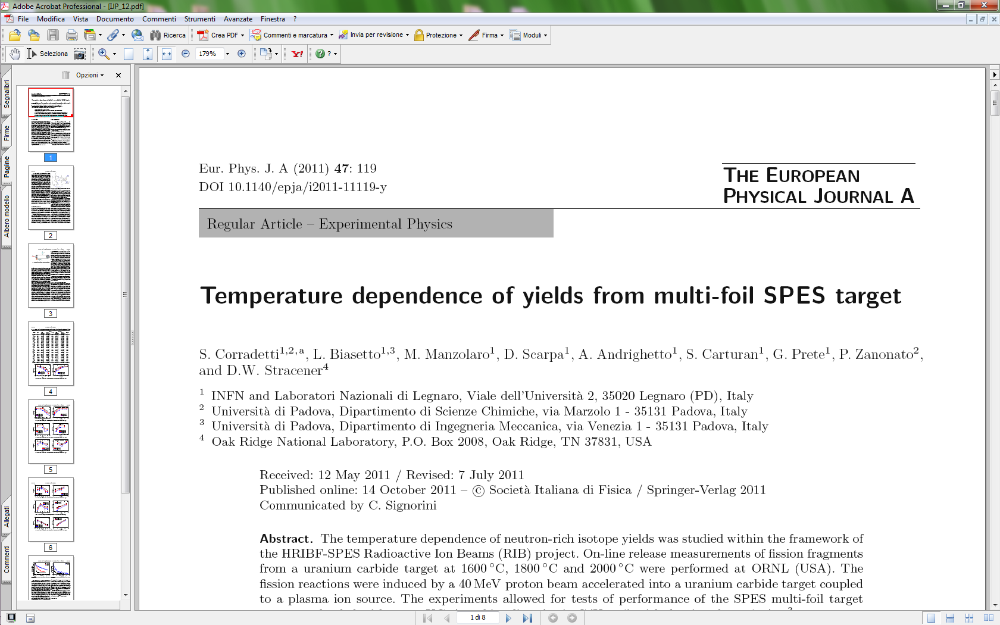 Adobe Acrobat Professional - [IJP_12.pdf]
File Modifica Vista Documento Commenti Strumenti Avanzate Finestra ?
Ricerca Crea PDF Commenti e marcatura Invia per revisione Protezione Firma Moduli
Seleziona 179% Y! ? ?
Opzioni
Segnalibri
Firme
Pagine
Albero modello
Allegati
Commenti
1
2
3
4
5
6
Eur. Phys. J. A (2011) 47: 119
DOI 10.1140/epja/i2011-11119-y
THE EUROPEAN
PHYSICAL JOURNAL A
Regular Article – Experimental Physics
Temperature dependence of yields from multi-foil SPES target
S. Corradetti1,2,a, L. Biasetto1,3, M. Manzolaro1, D. Scarpa1, A. Andrighetto1, S. Carturan1, G. Prete1, P. Zanonato2,
and D.W. Stracener4
1 INFN and Laboratori Nazionali di Legnaro, Viale dell'Università 2, 35020 Legnaro (PD), Italy
2 Università di Padova, Dipartimento di Scienze Chimiche, via Marzolo 1 - 35131 Padova, Italy
3 Università di Padova, Dipartimento di Ingegneria Meccanica, via Venezia 1 - 35131 Padova, Italy
4 Oak Ridge National Laboratory, P.O. Box 2008, Oak Ridge, TN 37831, USA
Received: 12 May 2011 / Revised: 7 July 2011
Published online: 14 October 2011 – © Società Italiana di Fisica / Springer-Verlag 2011
Communicated by C. Signorini
Abstract. The temperature dependence of neutron-rich isotope yields was studied within the framework of
the HRIBF-SPES Radioactive Ion Beams (RIB) project. On-line release measurements of fission fragments
from a uranium carbide target at 1600 °C, 1800 °C and 2000 °C were performed at ORNL (USA). The
fission reactions were induced by a 40 MeV proton beam accelerated into a uranium carbide target coupled
to a plasma ion source. The experiments allowed for tests of performance of the SPES multi-foil target
1 di 8